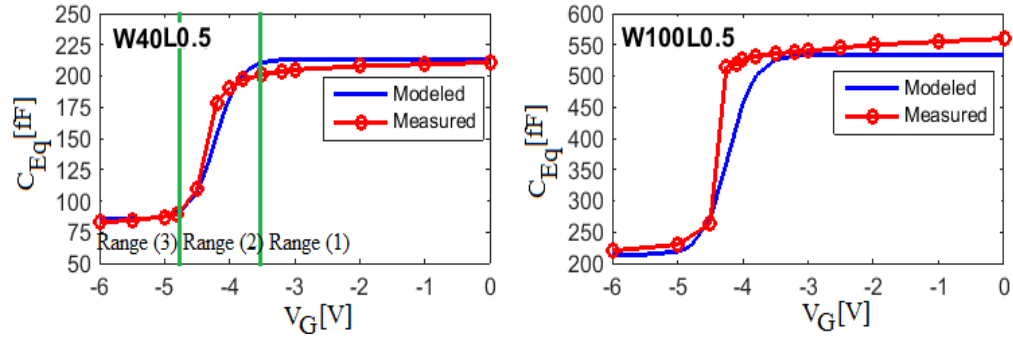 W40L0.5
C_Eq[fF]
250
225
200
175
150
125
100
75
50
Modeled
Measured
Range (3)
Range (2)
Range (1)
-6
-5
-4
-3
-2
-1
0
V_G[V]
W100L0.5
C_Eq[fF]
600
550
500
450
400
350
300
250
200
Modeled
Measured
-6
-5
-4
-3
-2
-1
0
V_G[V]